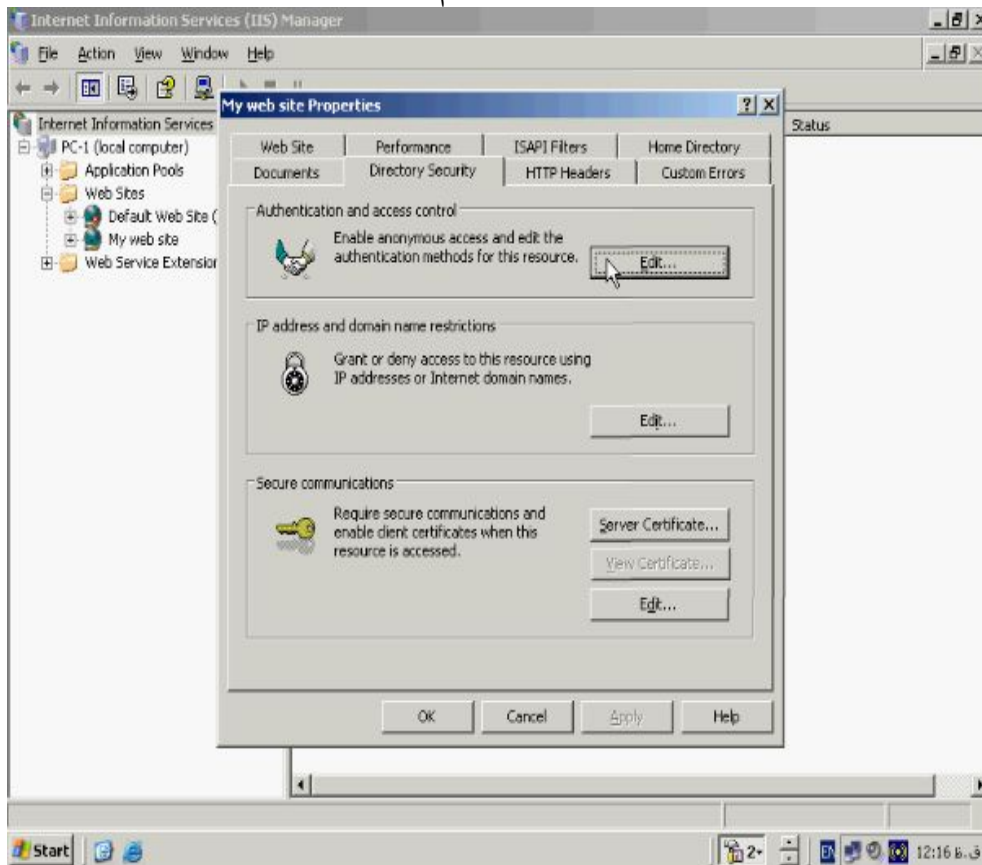 Internet Information Services (IIS) Manager
File Action View Window Help
My web site Properties
Internet Information Services
PC-1 (local computer)
Application Pools
Web Sites
Default Web Site (
My web site
Web Service Extension
Status
Web Site Performance ISAPI Filters Home Directory
Documents Directory Security HTTP Headers Custom Errors
Authentication and access control
Enable anonymous access and edit the
authentication methods for this resource.
Edit...
IP address and domain name restrictions
Grant or deny access to this resource using
IP addresses or Internet domain names.
Edit...
Secure communications
Require secure communications and
enable client certificates when this
resource is accessed.
Server Certificate...
View Certificate...
Edit...
OK Cancel Apply Help
Start 2 EN 12:16 ق.ظ